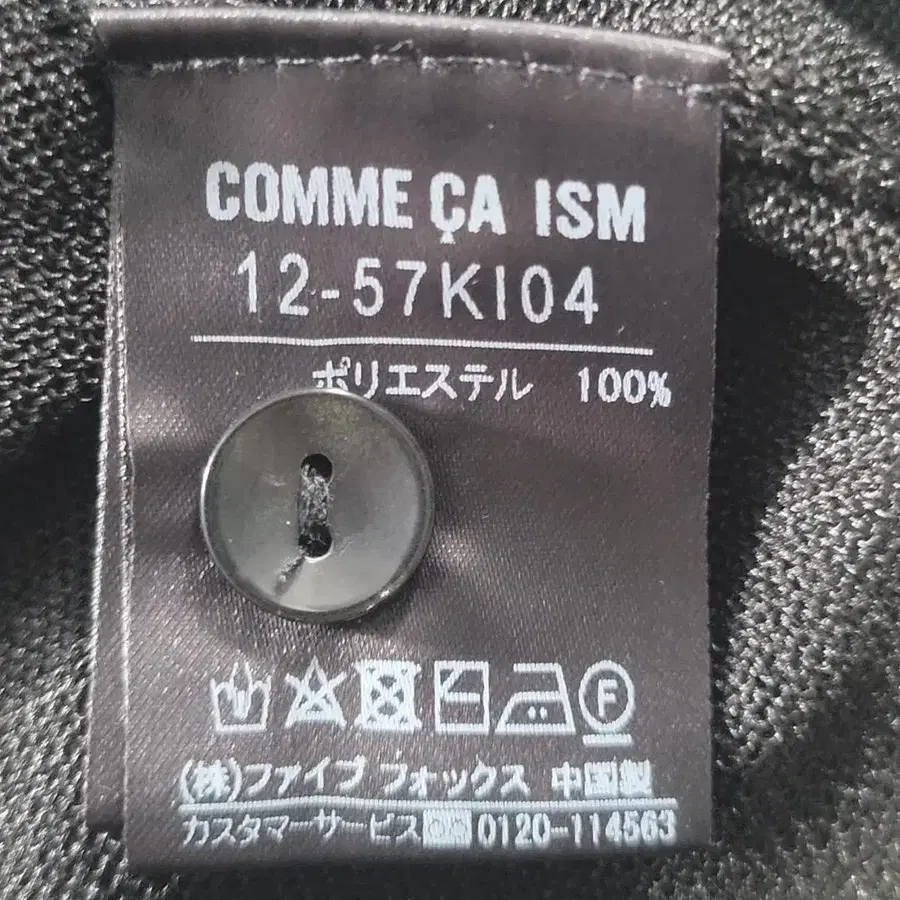 COMME ÇA ISM
12-57KI04
ポリエステル 100%
F
(株)ファイブ フォックス 中国製
カスタマーサービス 0120-114563